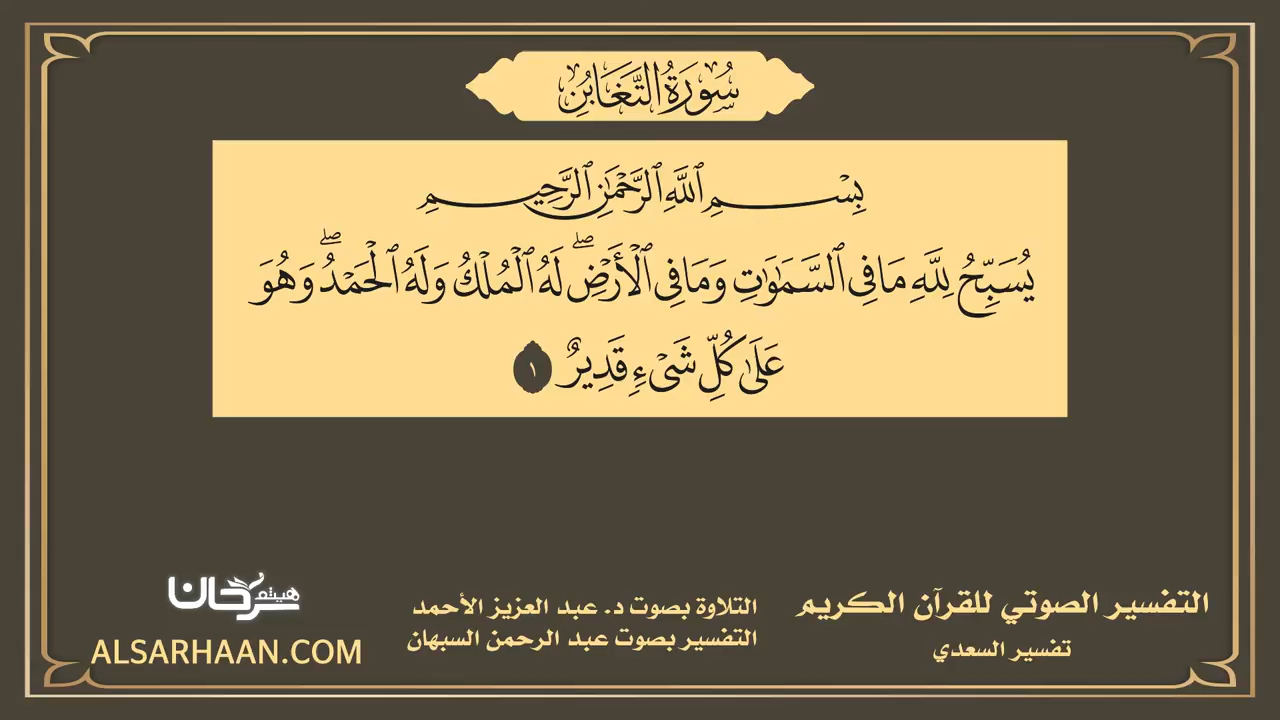 سُورَةُ التَّغَابُنِ
بِسْمِ ٱللَّهِ ٱلرَّحْمَٰنِ ٱلرَّحِيمِ
يُسَبِّحُ لِلَّهِ مَا فِي ٱلسَّمَٰوَٰتِ وَمَا فِي ٱلْأَرْضِۖ لَهُ ٱلْمُلْكُ وَلَهُ ٱلْحَمْدُۖ وَهُوَ
عَلَىٰ كُلِّ شَيْءٍ قَدِيرٌ ١
التفسير الصوتي للقرآن الكريم
تفسير السعدي
التلاوة بصوت د. عبد العزيز الأحمد
التفسير بصوت عبد الرحمن السبهان
هيثم سرحان
ALSARHAAN.COM